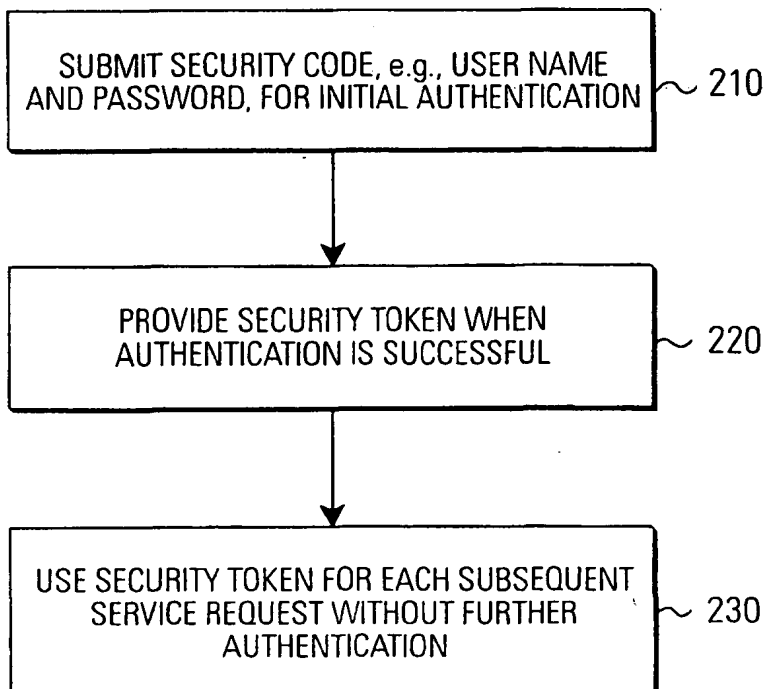 SUBMIT SECURITY CODE, e.g., USER NAME
AND PASSWORD, FOR INITIAL AUTHENTICATION
210
PROVIDE SECURITY TOKEN WHEN
AUTHENTICATION IS SUCCESSFUL
220
USE SECURITY TOKEN FOR EACH SUBSEQUENT
SERVICE REQUEST WITHOUT FURTHER
AUTHENTICATION
230